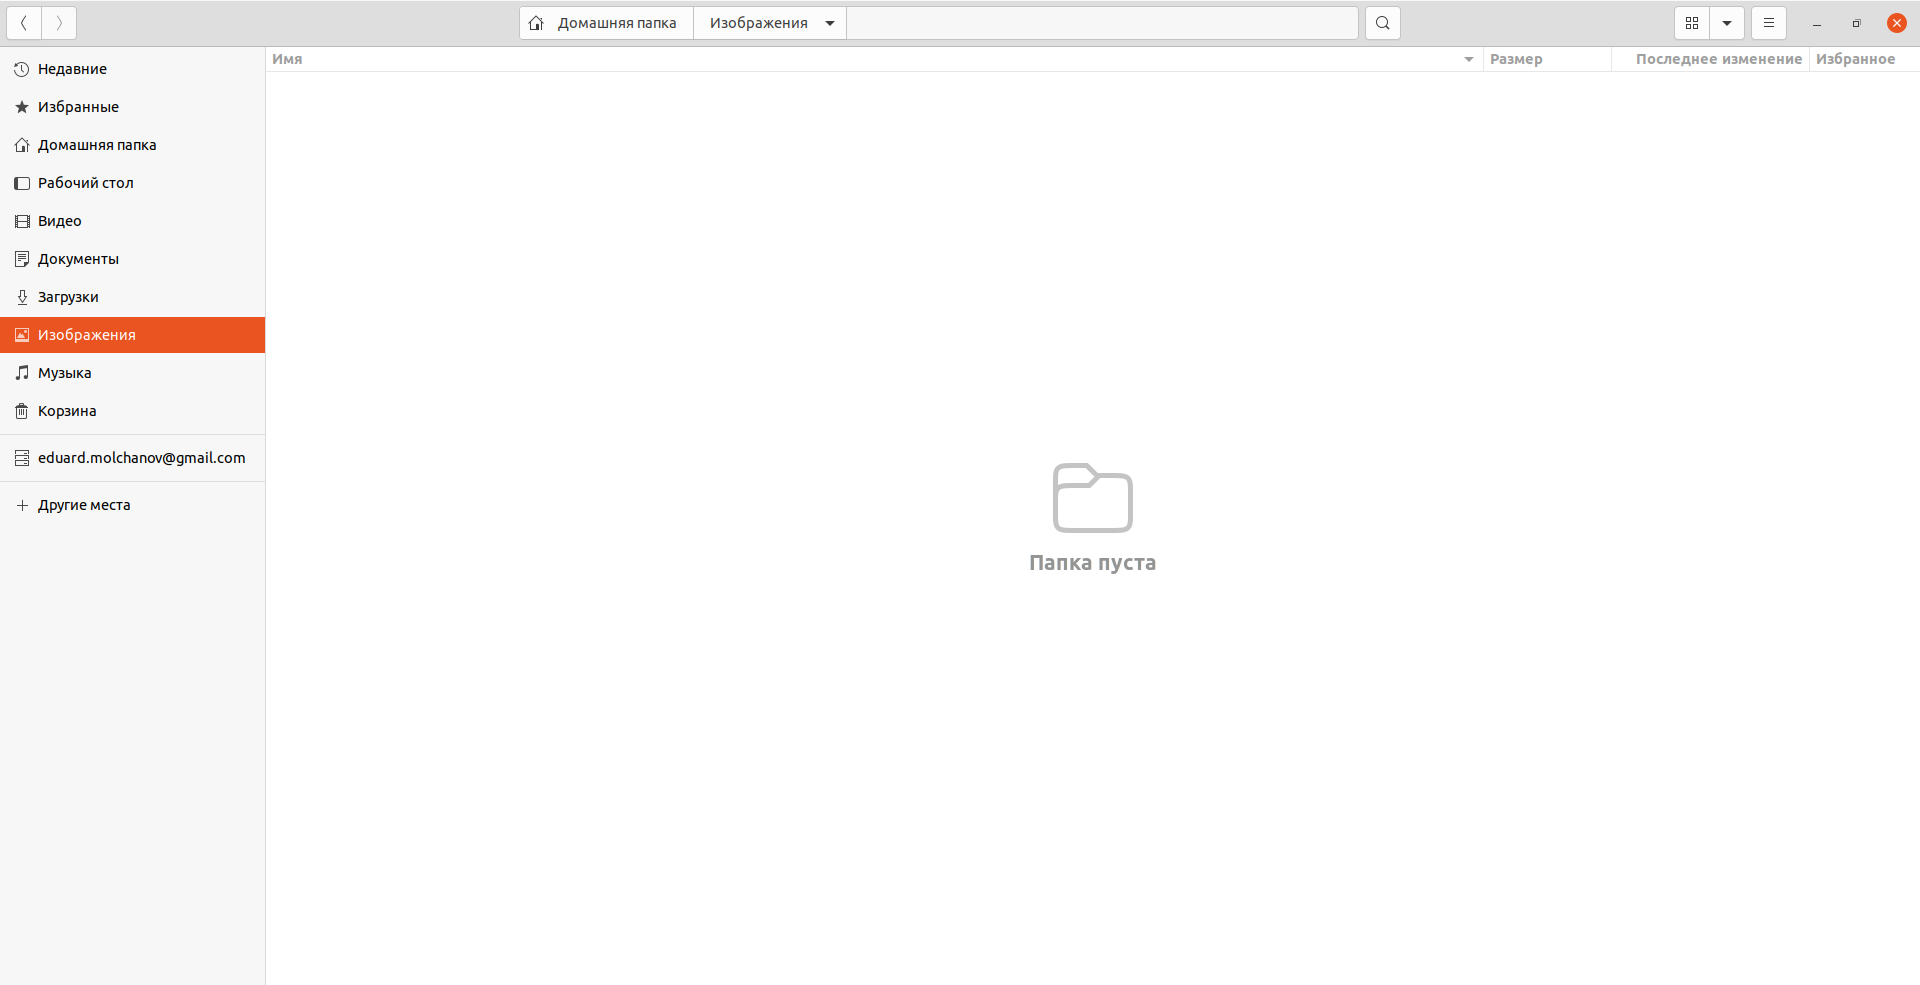 Домашняя папка
Изображения
Имя
Размер
Последнее изменение
Избранное
Недавние
Избранные
Домашняя папка
Рабочий стол
Видео
Документы
Загрузки
Изображения
Музыка
Корзина
eduard.molchanov@gmail.com
Другие места
Папка пуста